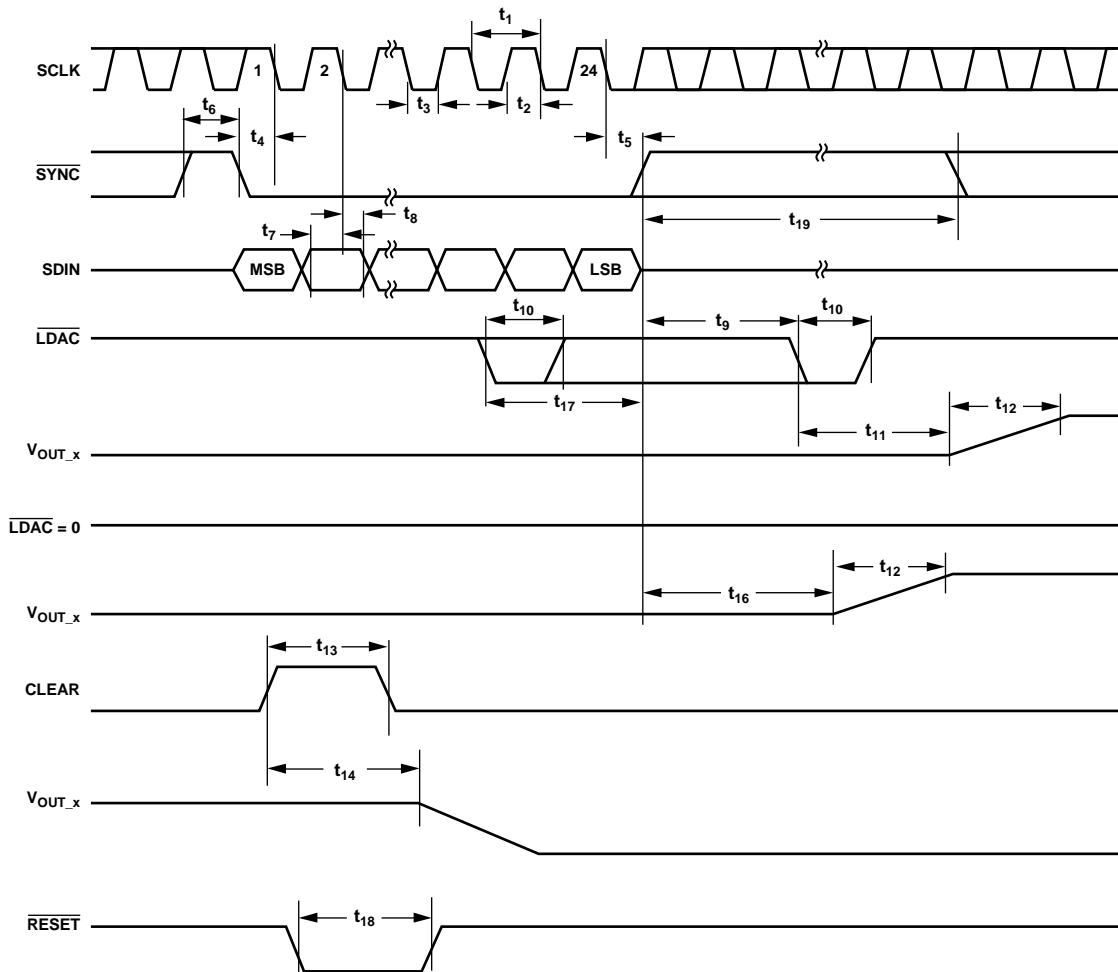 t1
SCLK
1
2
24
t3
t2
t6
t4
t5
SYNC
t8
t19
t7
SDIN
MSB
LSB
t10
t9
t10
LDAC
t17
t12
t11
VOUT_x
LDAC = 0
t12
t16
VOUT_x
t13
CLEAR
t14
VOUT_x
t18
RESET